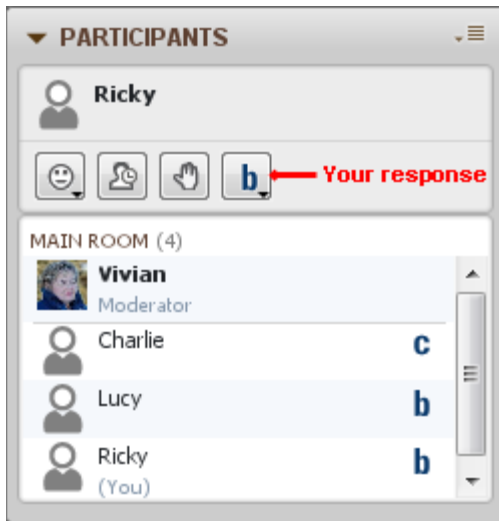 PARTICIPANTS
Ricky
b Your response
MAIN ROOM (4)
Vivian
Moderator
Charlie c
Lucy b
Ricky b
(You)